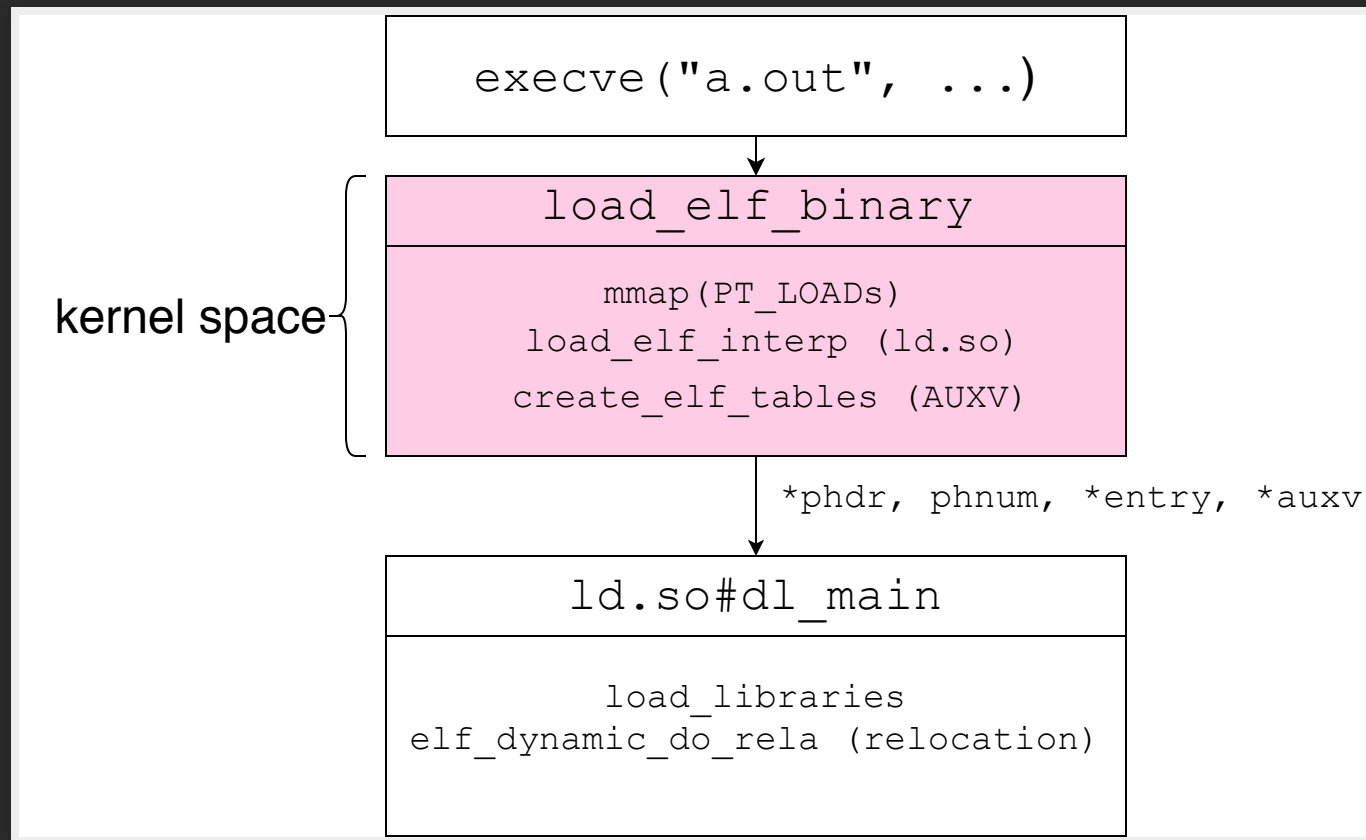 execve("a.out", ...)
load_elf_binary
kernel space
mmap(PT_LOADs)
load_elf_interp (ld.so)
create_elf_tables (AUXV)
*phdr, phnum, *entry, *auxv
ld.so#dl_main
load_libraries
elf_dynamic_do_rela (relocation)